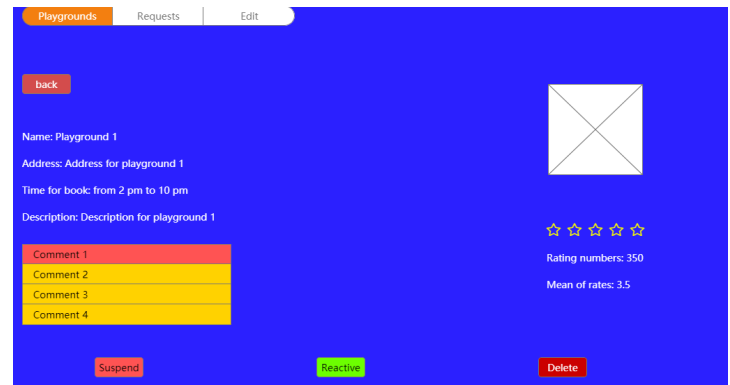 Playgrounds Requests Edit
back
Name: Playground 1
Address: Address for playground 1
Time for book: from 2 pm to 10 pm
Description: Description for playground 1
Comment 1
Comment 2
Comment 3
Comment 4
Rating numbers: 350
Mean of rates: 3.5
Suspend Reactive Delete